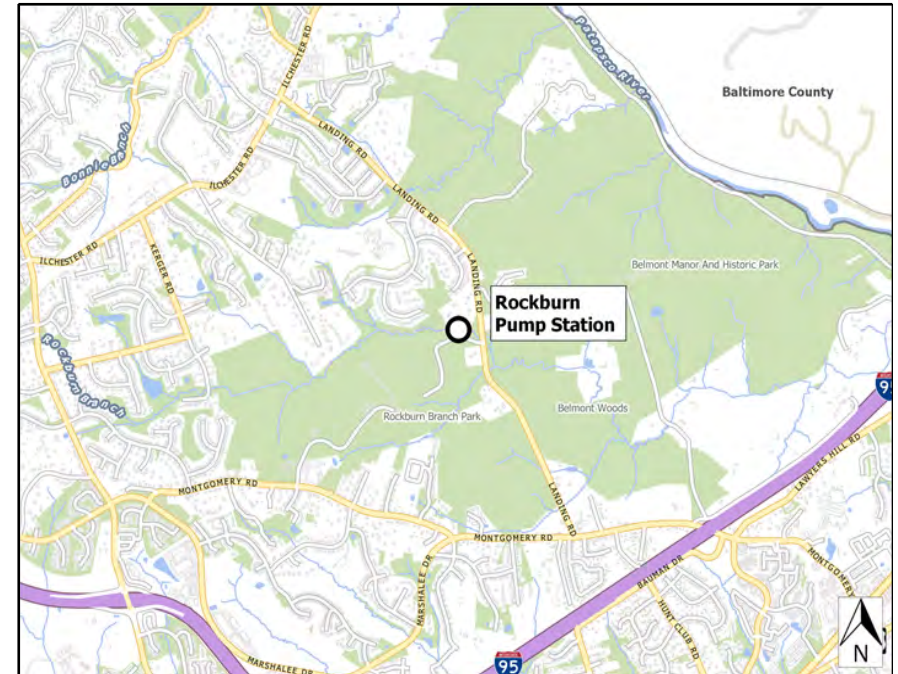 ILCHESTER RD
Patapsco River
Baltimore County
LANDING RD
Bonnie Branch
ILCHESTER RD
LANDING RD
ILCHESTER RD
KERGER RD
LANDING RD
Belmont Manor And Historic Park
Rockburn
Pump Station
Rockburn Branch
Rockburn Branch Park
Belmont Woods
LAWYERS HILL RD
MONTGOMERY RD
LANDING RD
MONTGOMERY RD
MONTGOMERY
BAUMAN DR
MARSHALEE DR
HUNT CLUB RD
N
MARSHALEE DR
95